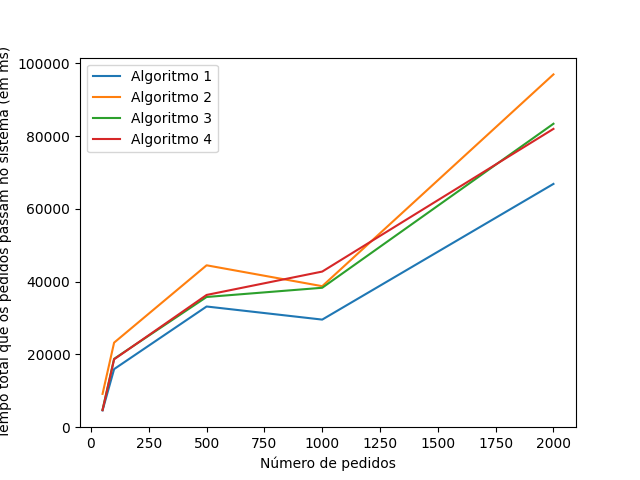 Tempo total que os pedidos passam no sistema (em ms)
100000
80000
60000
40000
20000
0
Algoritmo 1
Algoritmo 2
Algoritmo 3
Algoritmo 4
0 250 500 750 1000 1250 1500 1750 2000
Número de pedidos